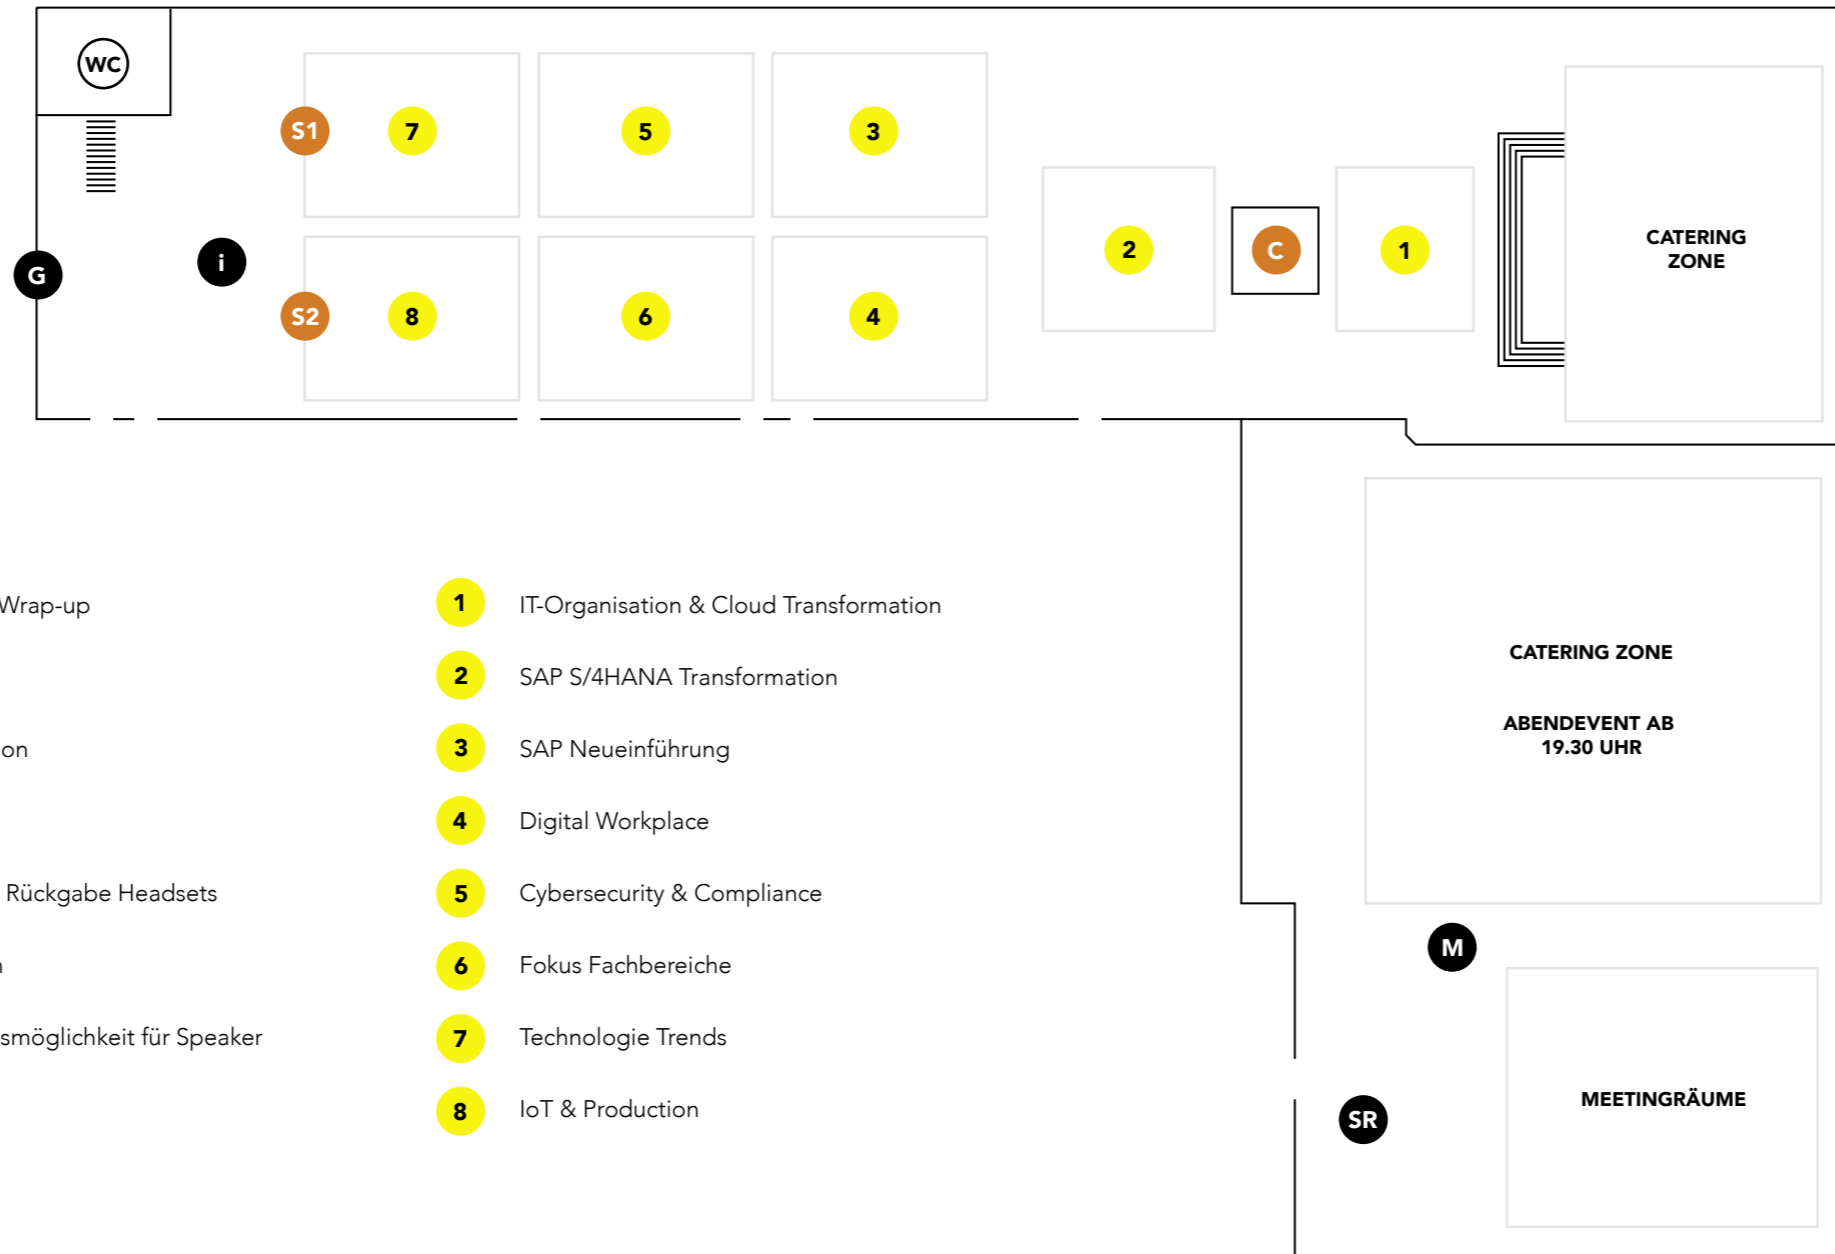 WC
S1
7
5
3
2
C
1
CATERING
ZONE
G
i
S2
8
6
4
CATERING ZONE
ABENDEVENT AB
19.30 UHR
M
MEETINGRÄUME
SR
Wrap-up
on
Rückgabe Headsets
smöglichkeit für Speaker
1 IT-Organisation & Cloud Transformation
2 SAP S/4HANA Transformation
3 SAP Neueinführung
4 Digital Workplace
5 Cybersecurity & Compliance
6 Fokus Fachbereiche
7 Technologie Trends
8 IoT & Production